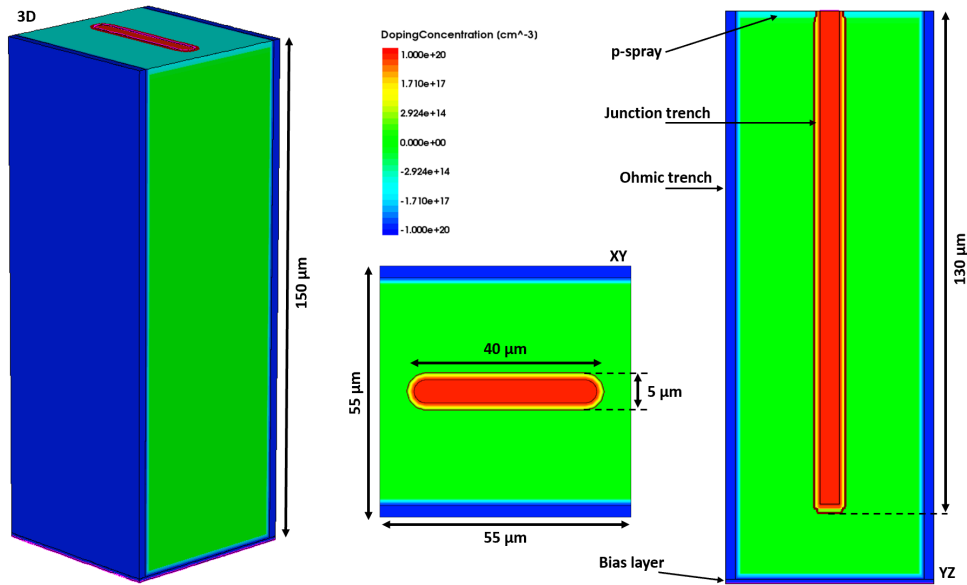 3D
DopingConcentration (cm^-3)
1.000e+20
1.710e+17
2.924e+14
0.000e+00
-2.924e+14
-1.710e+17
-1.000e+20
150 µm
XY
40 µm
5 µm
55 µm
55 µm
p-spray
Junction trench
Ohmic trench
130 µm
Bias layer
YZ